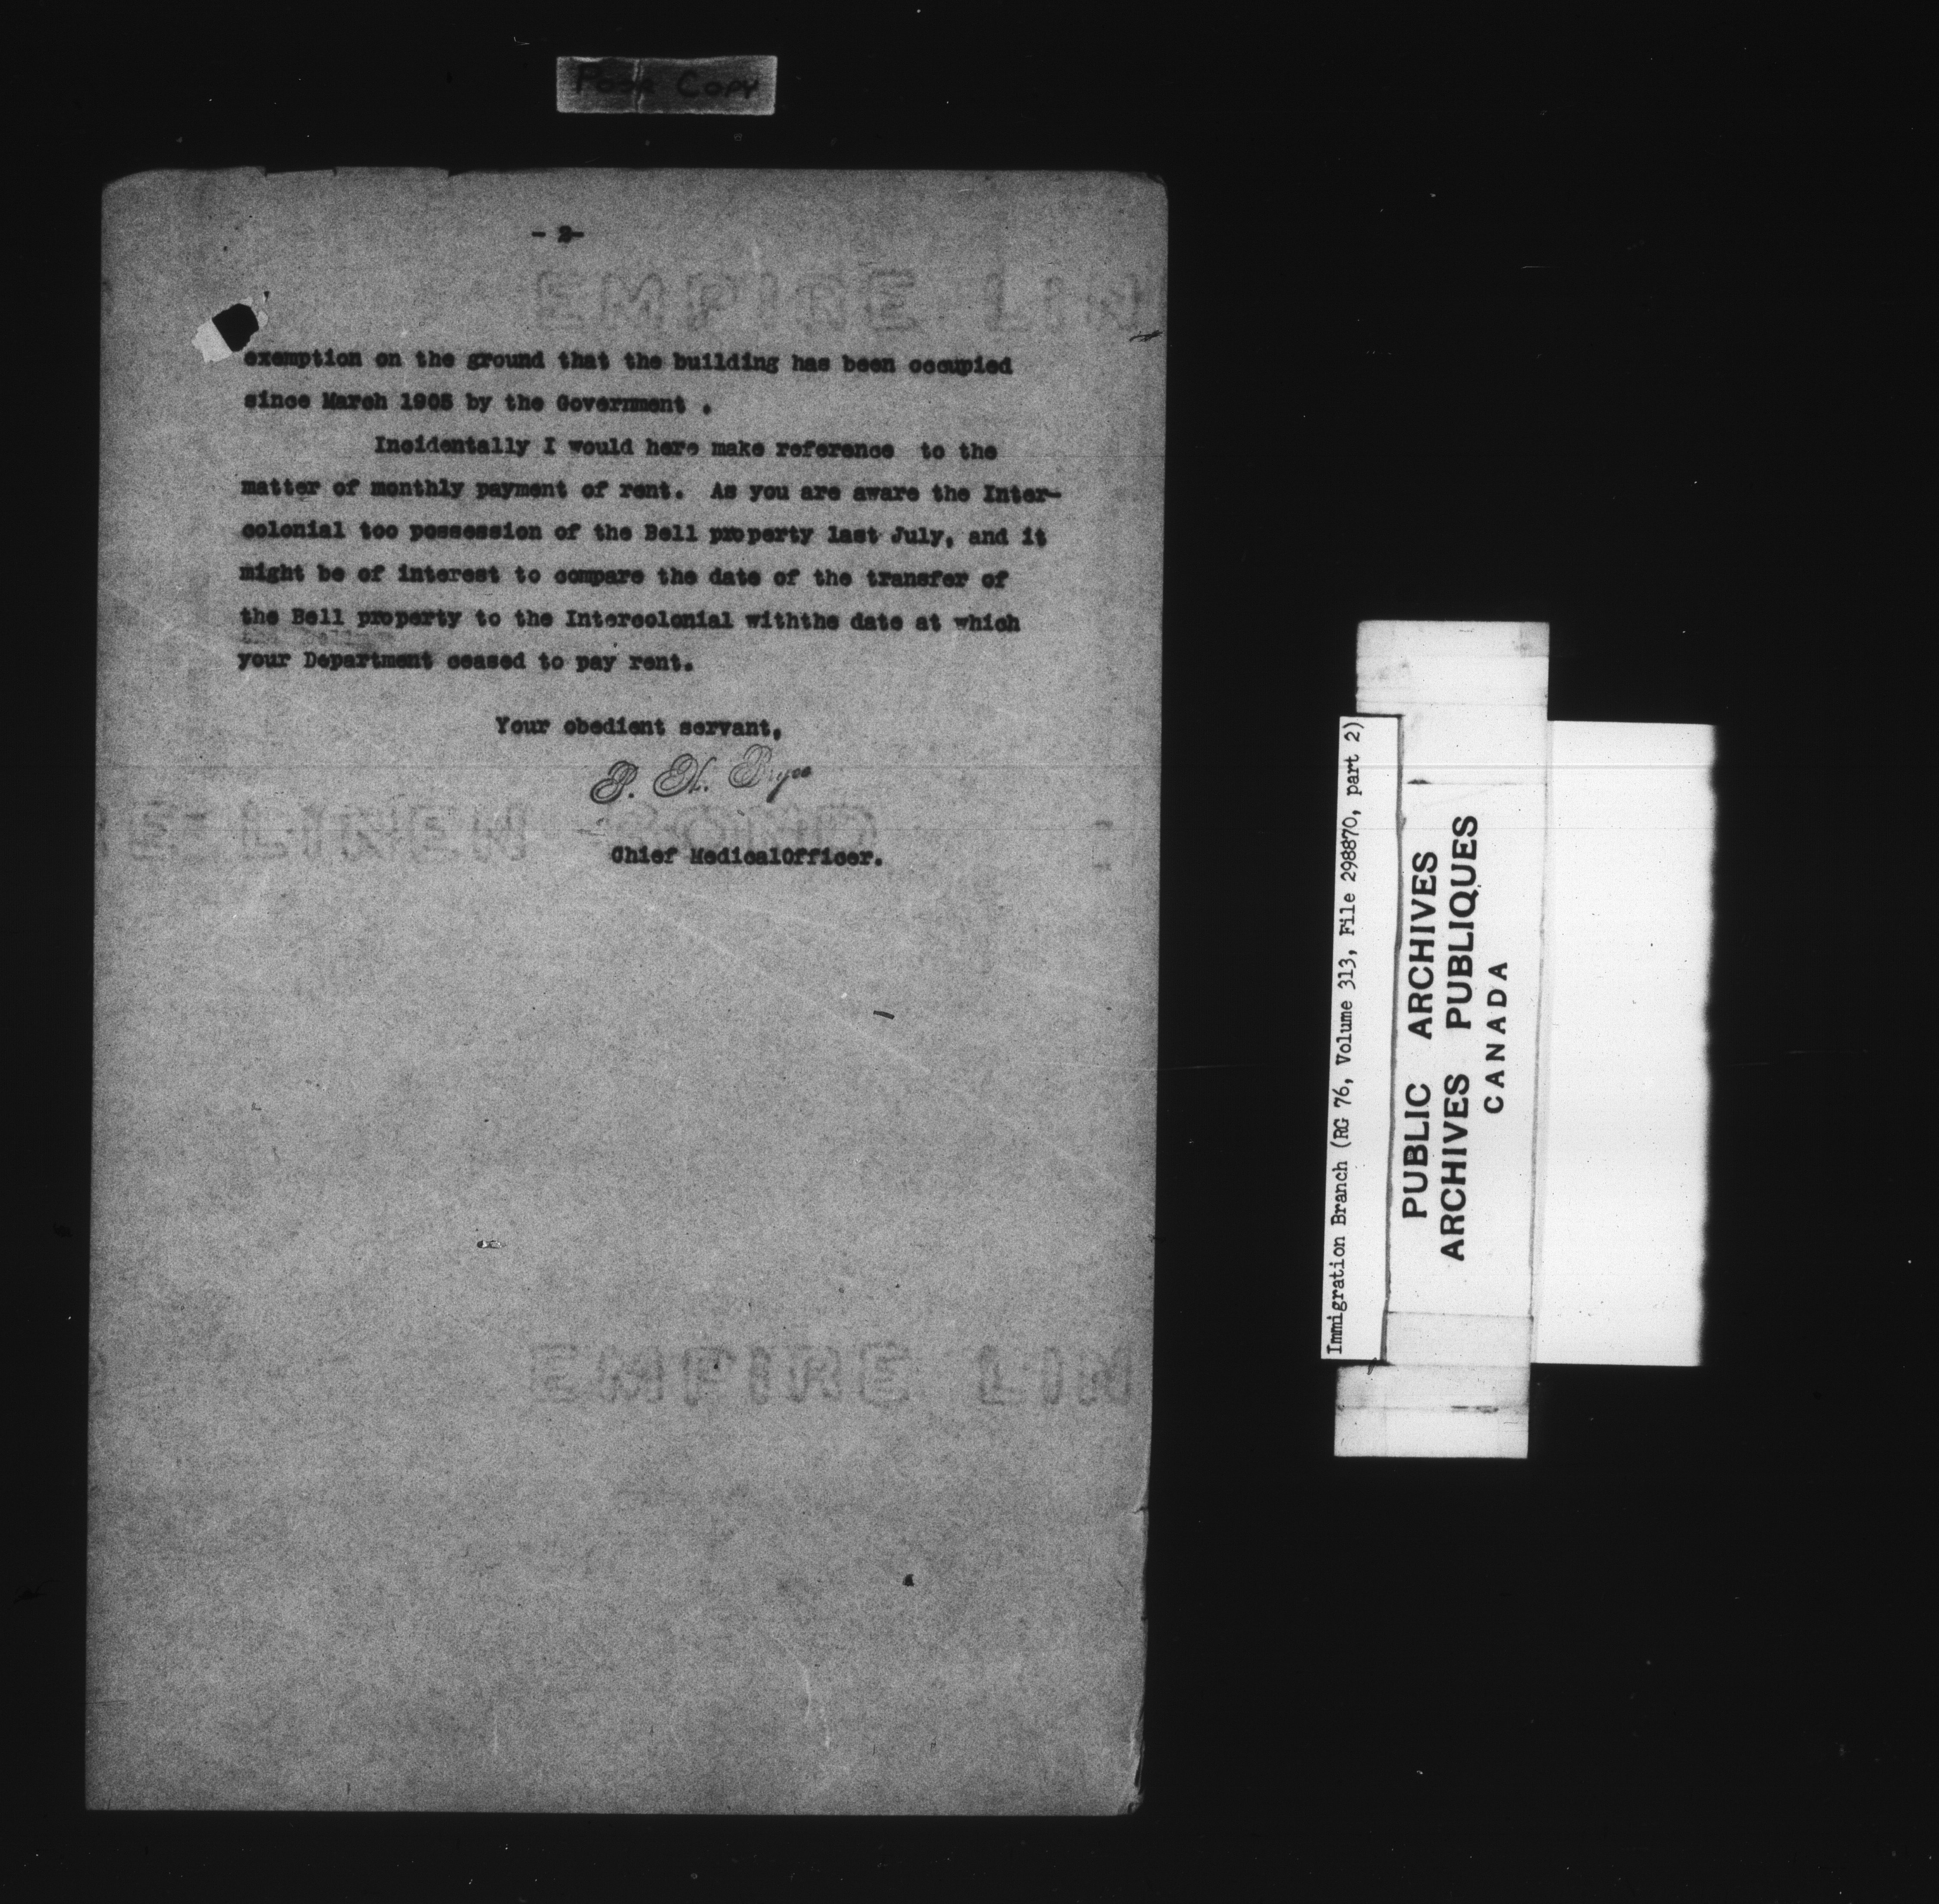 Poor Copy
- 2-
EMPIRE LIN
exemption on the ground that the building has been occupied
since March 1905 by the Government .
Incidentally I would here make reference to the
matter of monthly payment of rent. As you are aware the Inter-
colonial too possession of the Bell property last July, and it
might be of interest to compare the date of the transfer of
the Bell property to the Intercolonial withthe date at which
your Department ceased to pay rent.
Your obedient servant,
P. H. Bryce
E LINEN BOND
Chief MedicalOfficer.
EMPIRE LIN
Immigration Branch (RG 76, Volume 313, File 298870, part 2)
PUBLIC ARCHIVES
ARCHIVES PUBLIQUES
CANADA